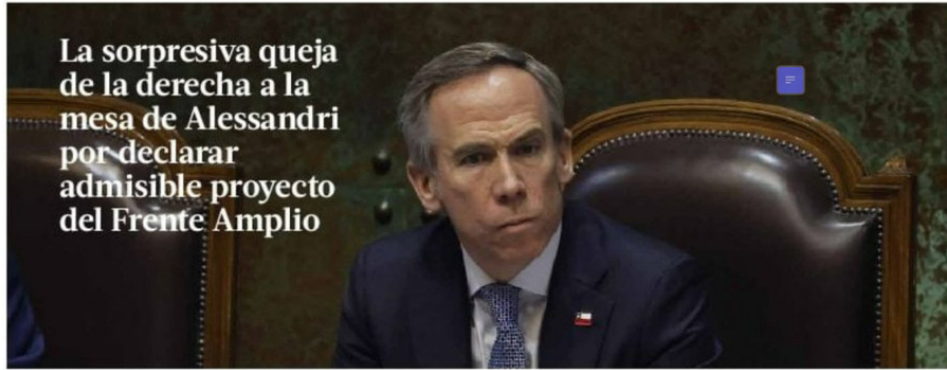 La sorpresiva queja
de la derecha a la
mesa de Alessandri
por declarar
admisible proyecto
del Frente Amplio